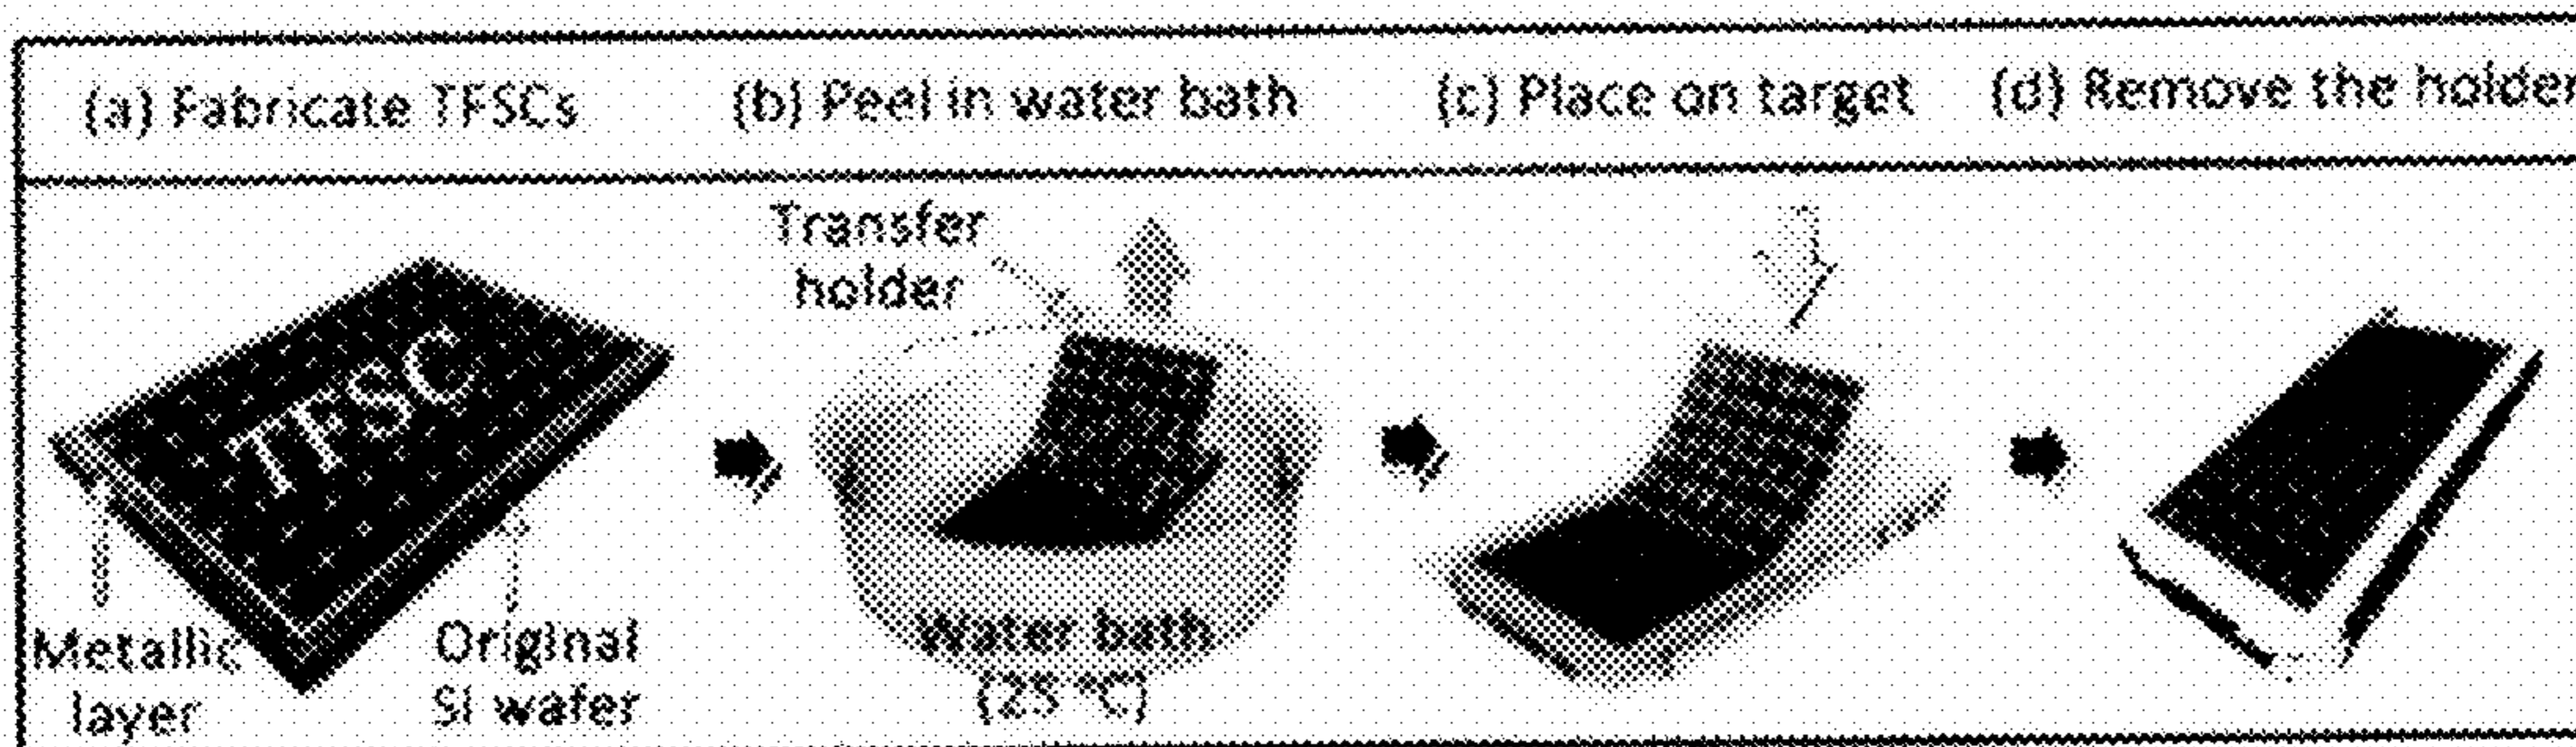 (a) Fabricate TFSCs
(b) Peel in water bath
(c) Place on target
(d) Remove the holder
TFSC
Metallic
layer
Original
Si wafer
Transfer
holder
Water bath
(25 °C)